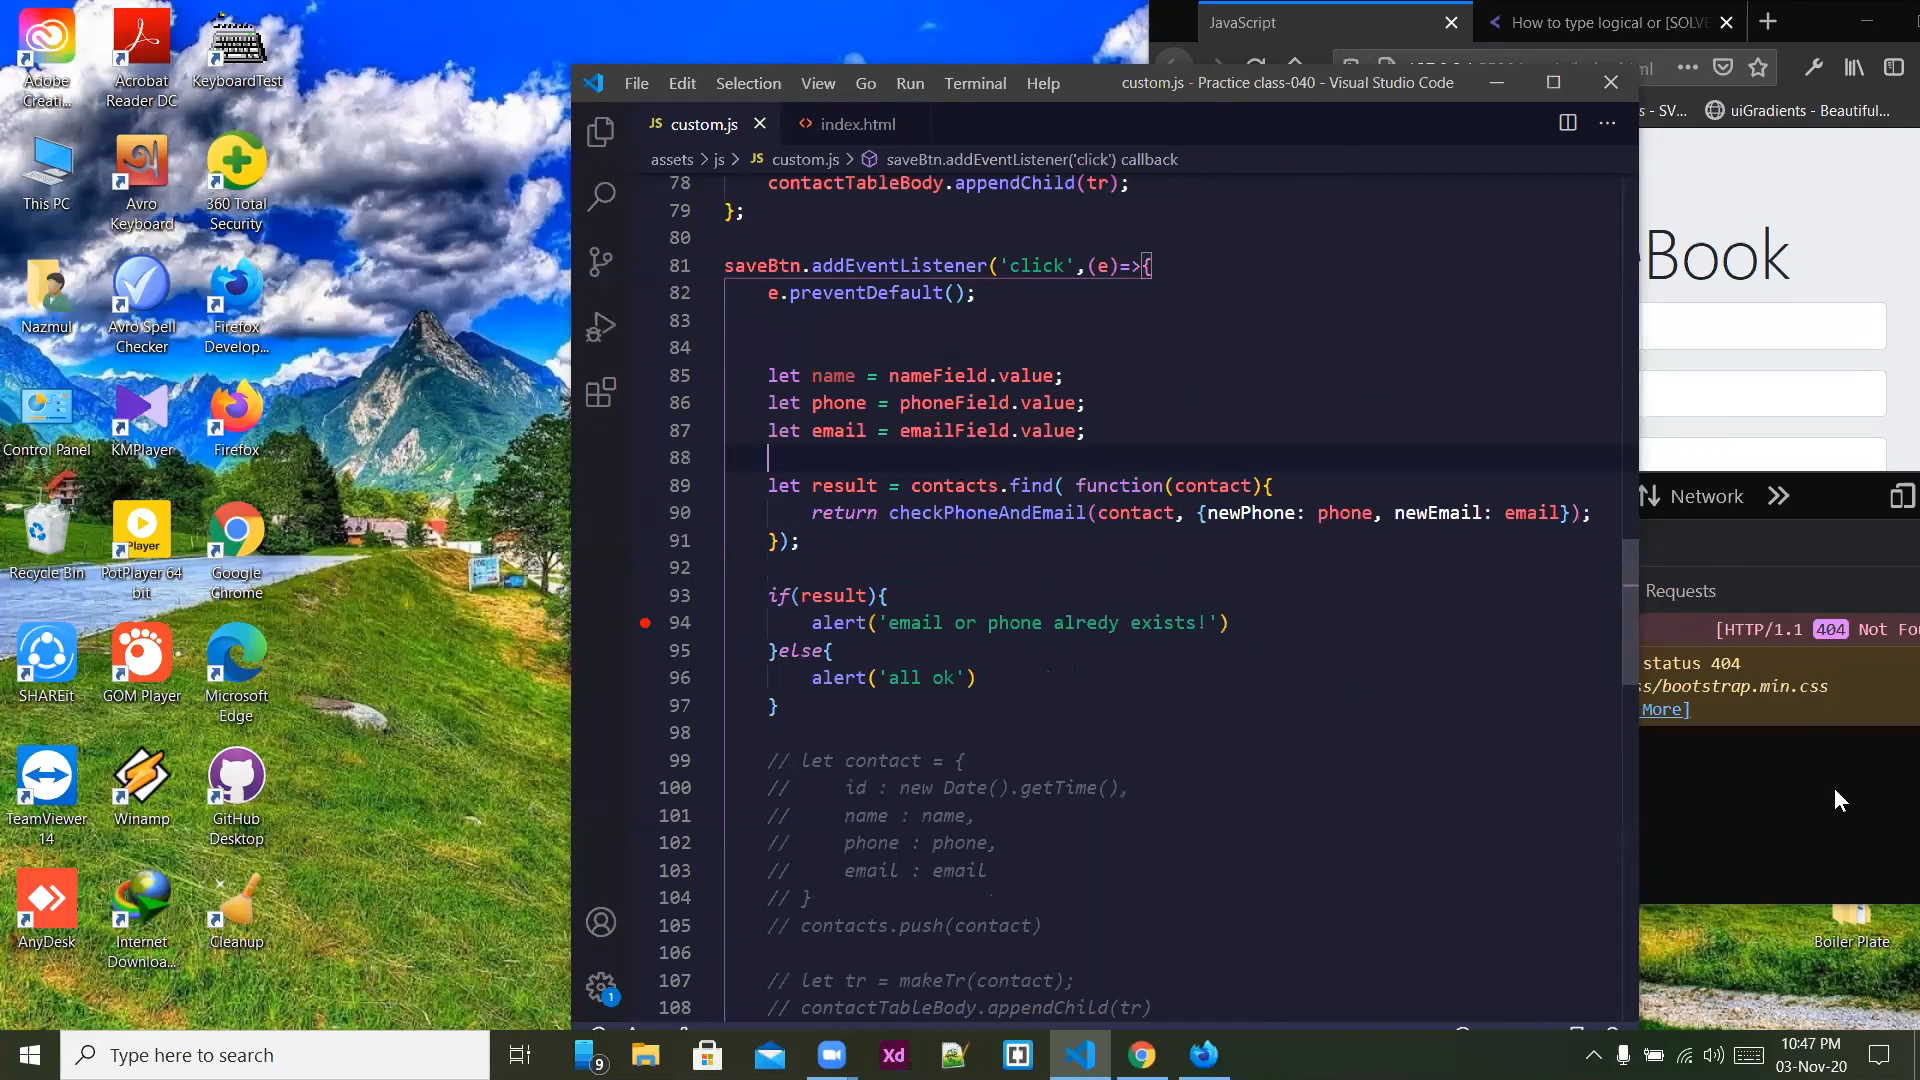 Adobe
Creati...
Acrobat
Reader DC
KeyboardTest
This PC
Avro
Keyboard
360 Total
Security
Nazmul
Avro Spell
Checker
Firefox
Develop...
Control Panel
KMPlayer
Firefox
Recycle Bin
Player
PotPlayer 64
bit
Google
Chrome
SHAREit
GOM Player
Microsoft
Edge
TeamViewer
14
Winamp
GitHub
Desktop
AnyDesk
Internet
Downloa...
Cleanup
JavaScript
How to type logical or [SOLVE
File Edit Selection View Go Run Terminal Help
custom.js - Practice class-040 - Visual Studio Code
JS custom.js
<> index.html
assets > js > JS custom.js > saveBtn.addEventListener('click') callback
78 contactTableBody.appendChild(tr);
79 };
80
81 saveBtn.addEventListener('click',(e)=>{
82 e.preventDefault();
83
84
85 let name = nameField.value;
86 let phone = phoneField.value;
87 let email = emailField.value;
88
89 let result = contacts.find( function(contact){
90 return checkPhoneAndEmail(contact, {newPhone: phone, newEmail: email});
91 });
92
93 if(result){
94 alert('email or phone alredy exists!')
95 }else{
96 alert('all ok')
97 }
98
99 // let contact = {
100 // id : new Date().getTime(),
101 // name : name,
102 // phone : phone,
103 // email : email
104 // }
105 // contacts.push(contact)
106
107 // let tr = makeTr(contact);
108 // contactTableBody.appendChild(tr)
1
s - SV...
uiGradients - Beautiful...
Book
Network
Requests
[HTTP/1.1 404 Not Fou
status 404
ss/bootstrap.min.css
More]
Boiler Plate
Type here to search
9
Xd
10:47 PM
03-Nov-20